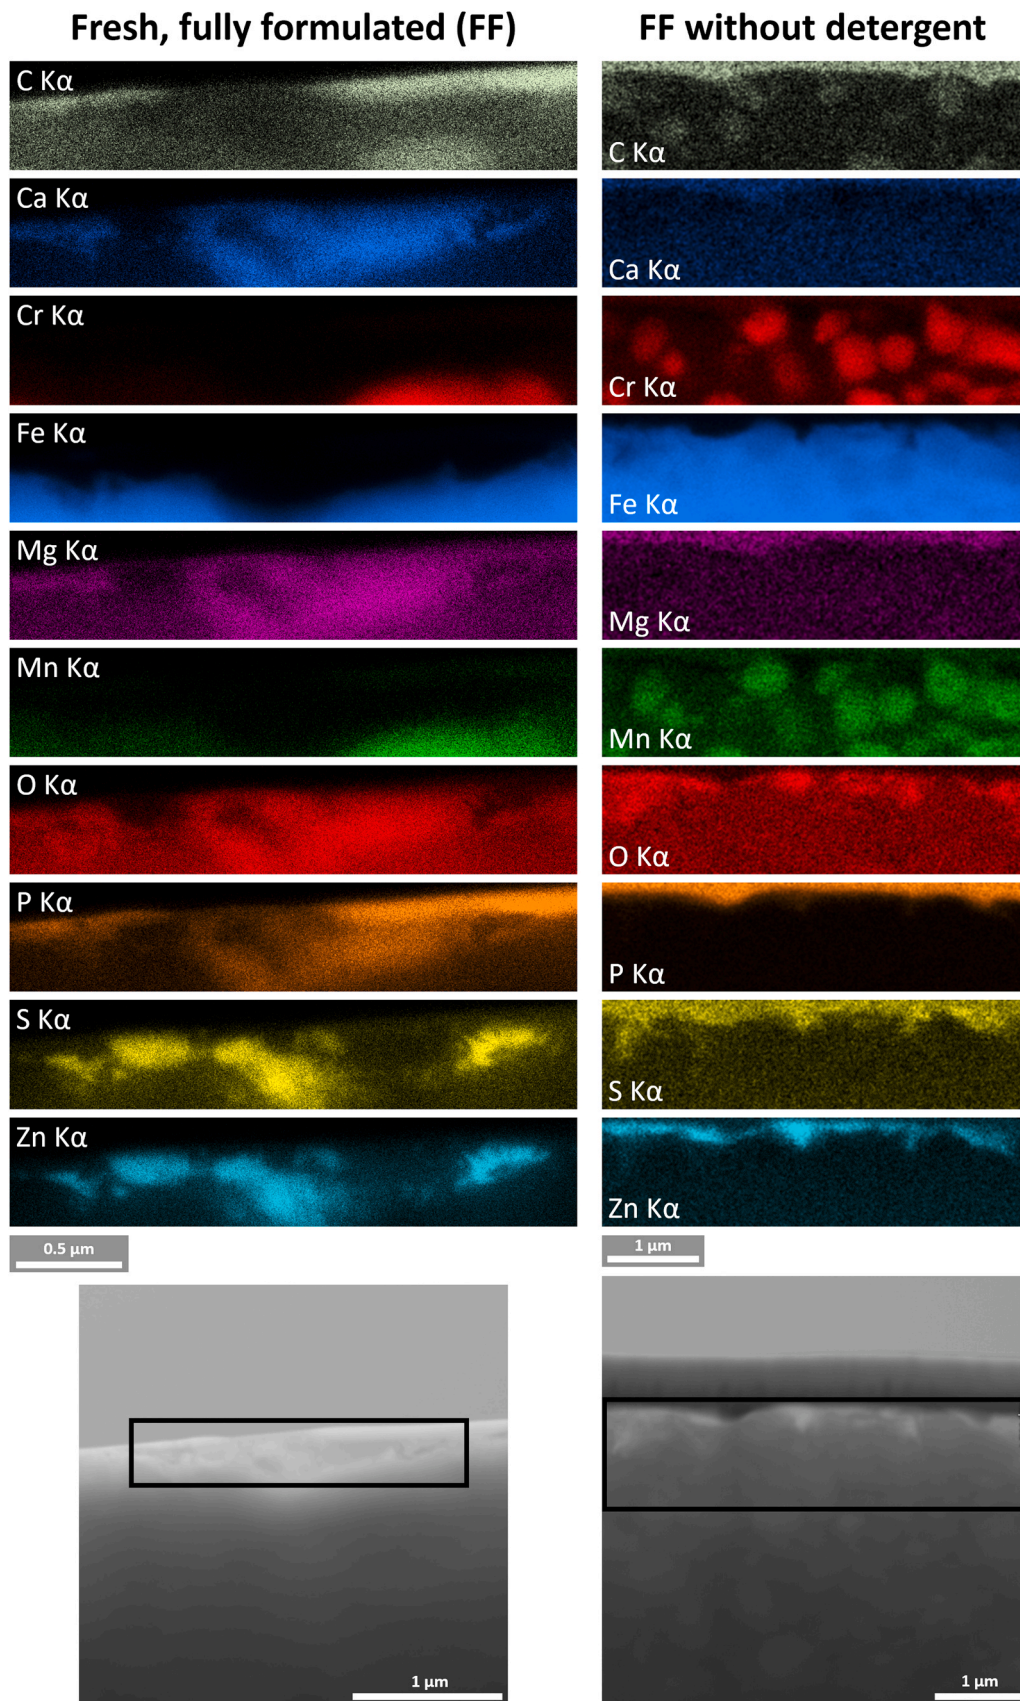 Fresh, fully formulated (FF)
C Kα
Ca Kα
Cr Kα
Fe Kα
Mg Kα
Mn Kα
O Kα
P Kα
S Kα
Zn Kα
0.5 µm
1 µm
FF without detergent
C Kα
Ca Kα
Cr Kα
Fe Kα
Mg Kα
Mn Kα
O Kα
P Kα
S Kα
Zn Kα
1 µm
1 µm